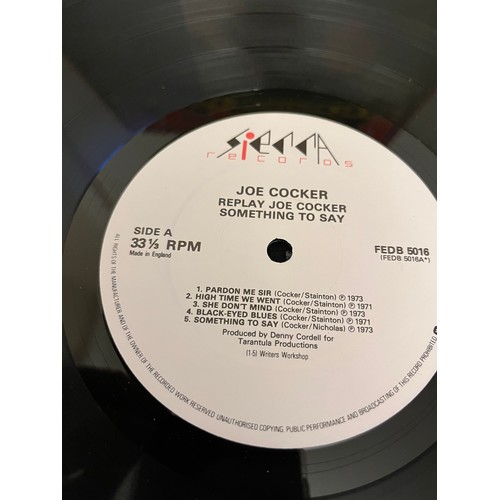 SIERRA
records
JOE COCKER
REPLAY JOE COCKER
SOMETHING TO SAY
SIDE A
33⅓ RPM
Made in England
FEDB 5016
(FEDB 5016A*)
1. PARDON ME SIR (Cocker/Stainton) ℗ 1973
2. HIGH TIME WE WENT (Cocker/Stainton) ℗ 1971
3. SHE DON'T MIND (Cocker/Stainton) ℗ 1973
4. BLACK-EYED BLUES (Cocker/Stainton) ℗ 1971
5. SOMETHING TO SAY (Cocker/Nicholas) ℗ 1973
Produced by Denny Cordell for
Tarantula Productions
(1-5) Writers Workshop
ALL RIGHTS OF THE MANUFACTURER AND OF THE OWNER OF THE RECORDED WORK RESERVED UNAUTHORISED COPYING PUBLIC PERFORMANCE AND BROADCASTING OF THIS RECORD PROHIBITED